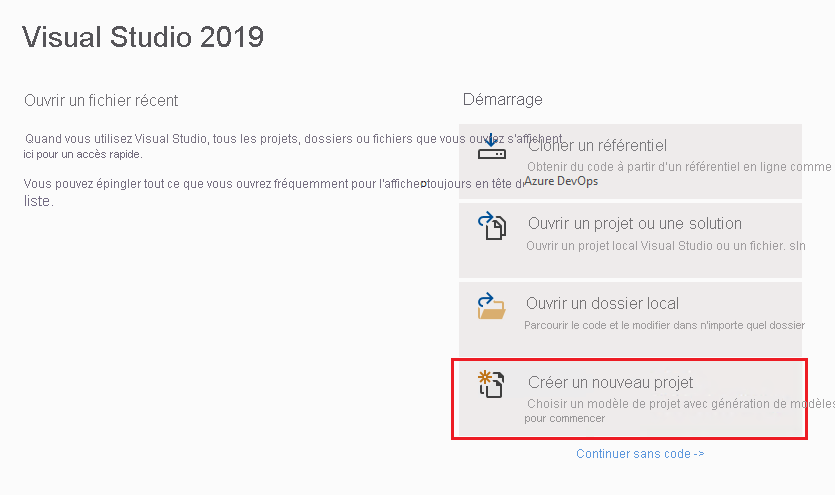 Visual Studio 2019
Ouvrir un fichier récent
Quand vous utilisez Visual Studio, tous les projets, dossiers ou fichiers que vous ouvrez s'affichent
ici pour un accès rapide.
Vous pouvez épingler tout ce que vous ouvrez fréquemment pour l'afficher toujours en tête de
liste.
Démarrage
Cloner un référentiel
Obtenir du code à partir d'un référentiel en ligne comme
Azure DevOps
Ouvrir un projet ou une solution
Ouvrir un projet local Visual Studio ou un fichier. sln
Ouvrir un dossier local
Parcourir le code et le modifier dans n'importe quel dossier
Créer un nouveau projet
Choisir un modèle de projet avec génération de modèles
pour commencer
Continuer sans code ->